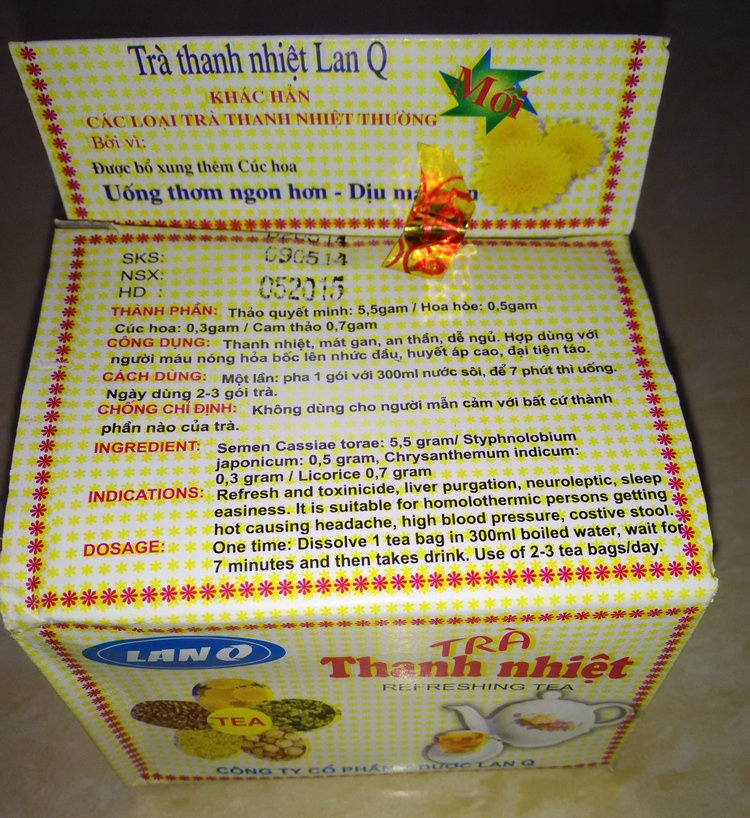 Trà thanh nhiệt Lan Q
Mới
KHÁC HẲN
CÁC LOẠI TRÀ THANH NHIỆT THƯỜNG
Bởi vì:
Được bổ xung thêm Cúc hoa
Uống thơm ngon hơn - Dịu
SKS:
NSX: 090514
HD : 052015
THÀNH PHẦN: Thảo quyết minh: 5,5gam / Hoa hòe: 0,5gam
Cúc hoa: 0,3gam / Cam thảo 0,7gam
CÔNG DỤNG: Thanh nhiệt, mát gan, an thần, dễ ngủ. Hợp dùng với
người máu nóng hỏa bốc lên nhức đầu, huyết áp cao, đại tiện táo.
CÁCH DÙNG: Một lần: pha 1 gói với 300ml nước sôi, để 7 phút thì uống.
Ngày dùng 2-3 gói trà.
CHỐNG CHỈ ĐỊNH: Không dùng cho người mẫn cảm với bất cứ thành
phần nào của trà.
INGREDIENT: Semen Cassiae torae: 5,5 gram/ Styphnolobium
japonicum: 0,5 gram, Chrysanthemum indicum:
0,3 gram / Licorice 0,7 gram
INDICATIONS: Refresh and toxinicide, liver purgation, neuroleptic, sleep
easiness. It is suitable for homolothermic persons getting
hot causing headache, high blood pressure, costive stool.
DOSAGE: One time: Dissolve 1 tea bag in 300ml boiled water, wait for
7 minutes and then takes drink. Use of 2-3 tea bags/day.
LAN Q
TRÀ
Thanh nhiệt
REFRESHING TEA
TEA
CÔNG TY CỔ PHẦN DƯỢC LAN Q